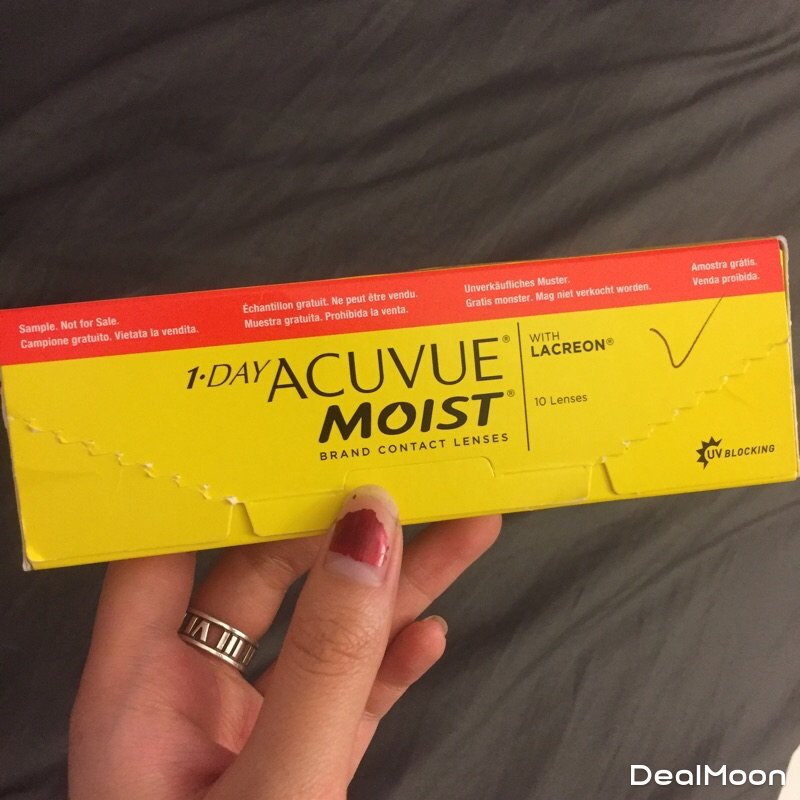 Sample. Not for Sale.
Campione gratuito. Vietata la vendita.
Échantillon gratuit. Ne peut être vendu.
Muestra gratuita. Prohibida la venta.
Unverkäufliches Muster.
Gratis monster. Mag niet verkocht worden.
Amostra grátis.
Venda proibida.
1·DAY ACUVUE®
MOIST®
BRAND CONTACT LENSES
WITH
LACREON®
10 Lenses
UV BLOCKING
VI III
DealMoon